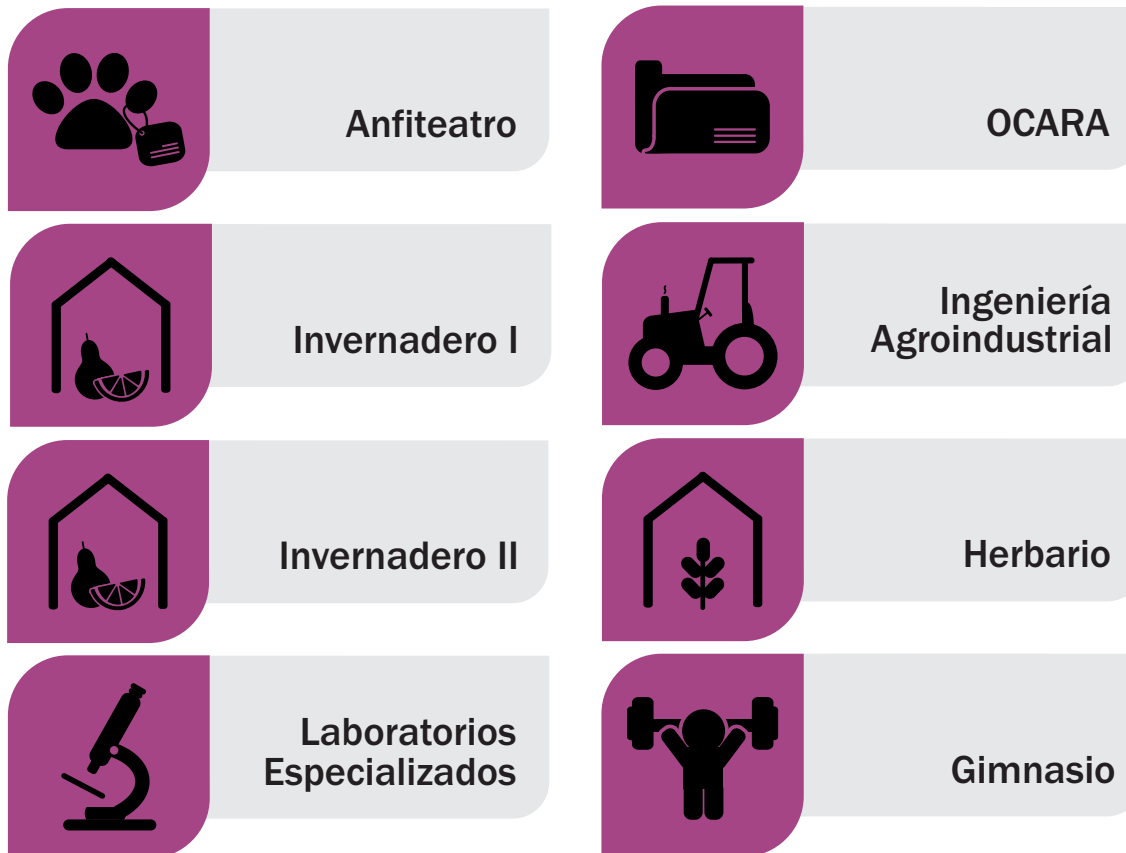 Anfiteatro
OCARA
Invernadero I
Ingeniería
Agroindustrial
Invernadero II
Herbario
Laboratorios
Especializados
Gimnasio